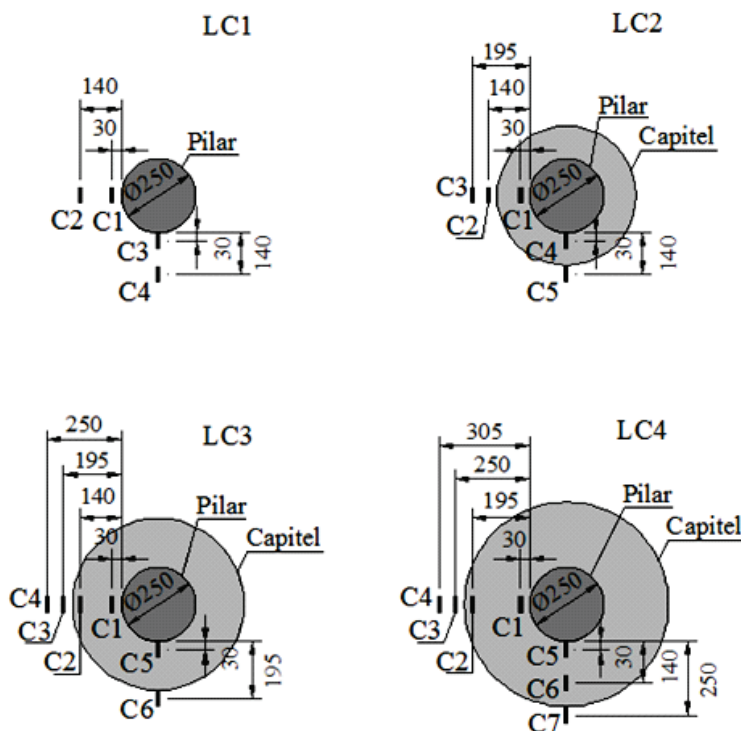 LC1
140
30
Pilar
Ø250
C2
C1
C3
C4
30
140
LC2
195
140
30
Pilar
Capitel
Ø250
C3
C2
C1
C4
C5
30
140
LC3
250
195
140
30
Pilar
Capitel
Ø250
C4
C3
C2
C1
C5
C6
30
195
LC4
305
250
195
30
Pilar
Capitel
Ø250
C4
C3
C2
C1
C5
C6
C7
30
140
250